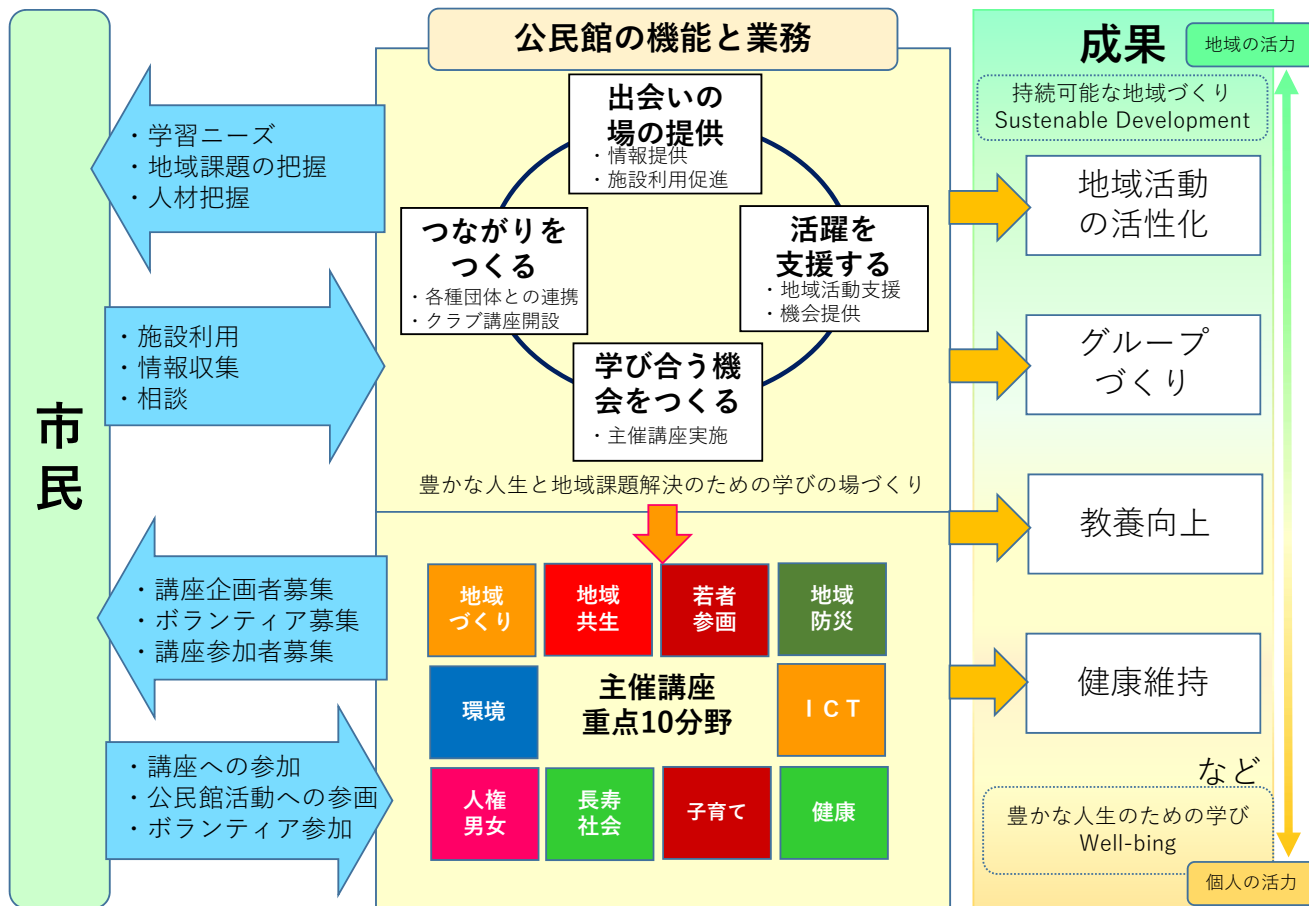 市民
・学習ニーズ
・地域課題の把握
・人材把握
・施設利用
・情報収集
・相談
・講座企画者募集
・ボランティア募集
・講座参加者募集
・講座への参加
・公民館活動への参画
・ボランティア参加
公民館の機能と業務
出会いの
場の提供
・情報提供
・施設利用促進
つながりを
つくる
・各種団体との連携
・クラブ講座開設
活躍を
支援する
・地域活動支援
・機会提供
学び合う機
会をつくる
・主催講座実施
豊かな人生と地域課題解決のための学びの場づくり
地域
づくり
地域
共生
若者
参画
地域
防災
環境
主催講座
重点10分野
ＩＣＴ
人権
男女
長寿
社会
子育て
健康
成果
地域の活力
持続可能な地域づくり
Sustenable Development
地域活動
の活性化
グループ
づくり
教養向上
健康維持
など
豊かな人生のための学び
Well-bing
個人の活力